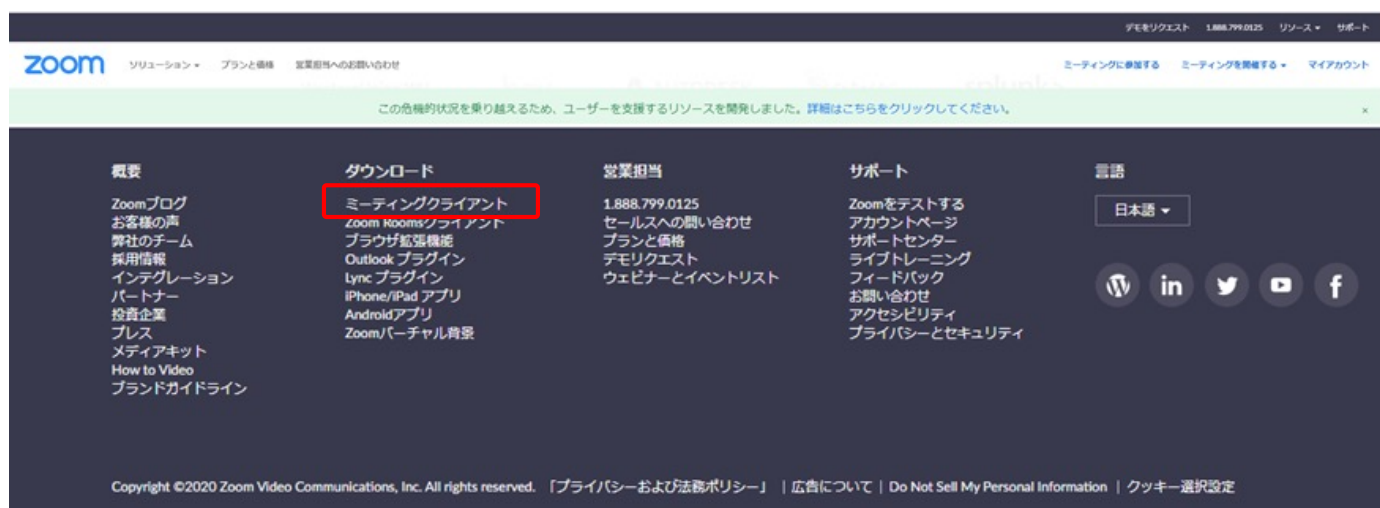 デモをリクエスト 1.888.799.0125 リソース サポート
zoom ソリューション プランと価格 営業担当へのお問い合わせ ミーティングに参加する ミーティングを開催する マイアカウント
この危機的状況を乗り越えるため、ユーザーを支援するリソースを開発しました。詳細はこちらをクリックしてください。 ×
概要
Zoomブログ
お客様の声
弊社のチーム
採用情報
インテグレーション
パートナー
投資企業
プレス
メディアキット
How to Video
ブランドガイドライン
ダウンロード
ミーティングクライアント
Zoom Roomsクライアント
ブラウザ拡張機能
Outlook プラグイン
Lync プラグイン
iPhone/iPad アプリ
Androidアプリ
Zoomバーチャル背景
営業担当
1.888.799.0125
セールスへの問い合わせ
プランと価格
デモリクエスト
ウェビナーとイベントリスト
サポート
Zoomをテストする
アカウントページ
サポートセンター
ライブトレーニング
フィードバック
お問い合わせ
アクセシビリティ
プライバシーとセキュリティ
言語
日本語
Copyright ©2020 Zoom Video Communications, Inc. All rights reserved. 「プライバシーおよび法務ポリシー」 | 広告について | Do Not Sell My Personal Information | クッキー選択設定